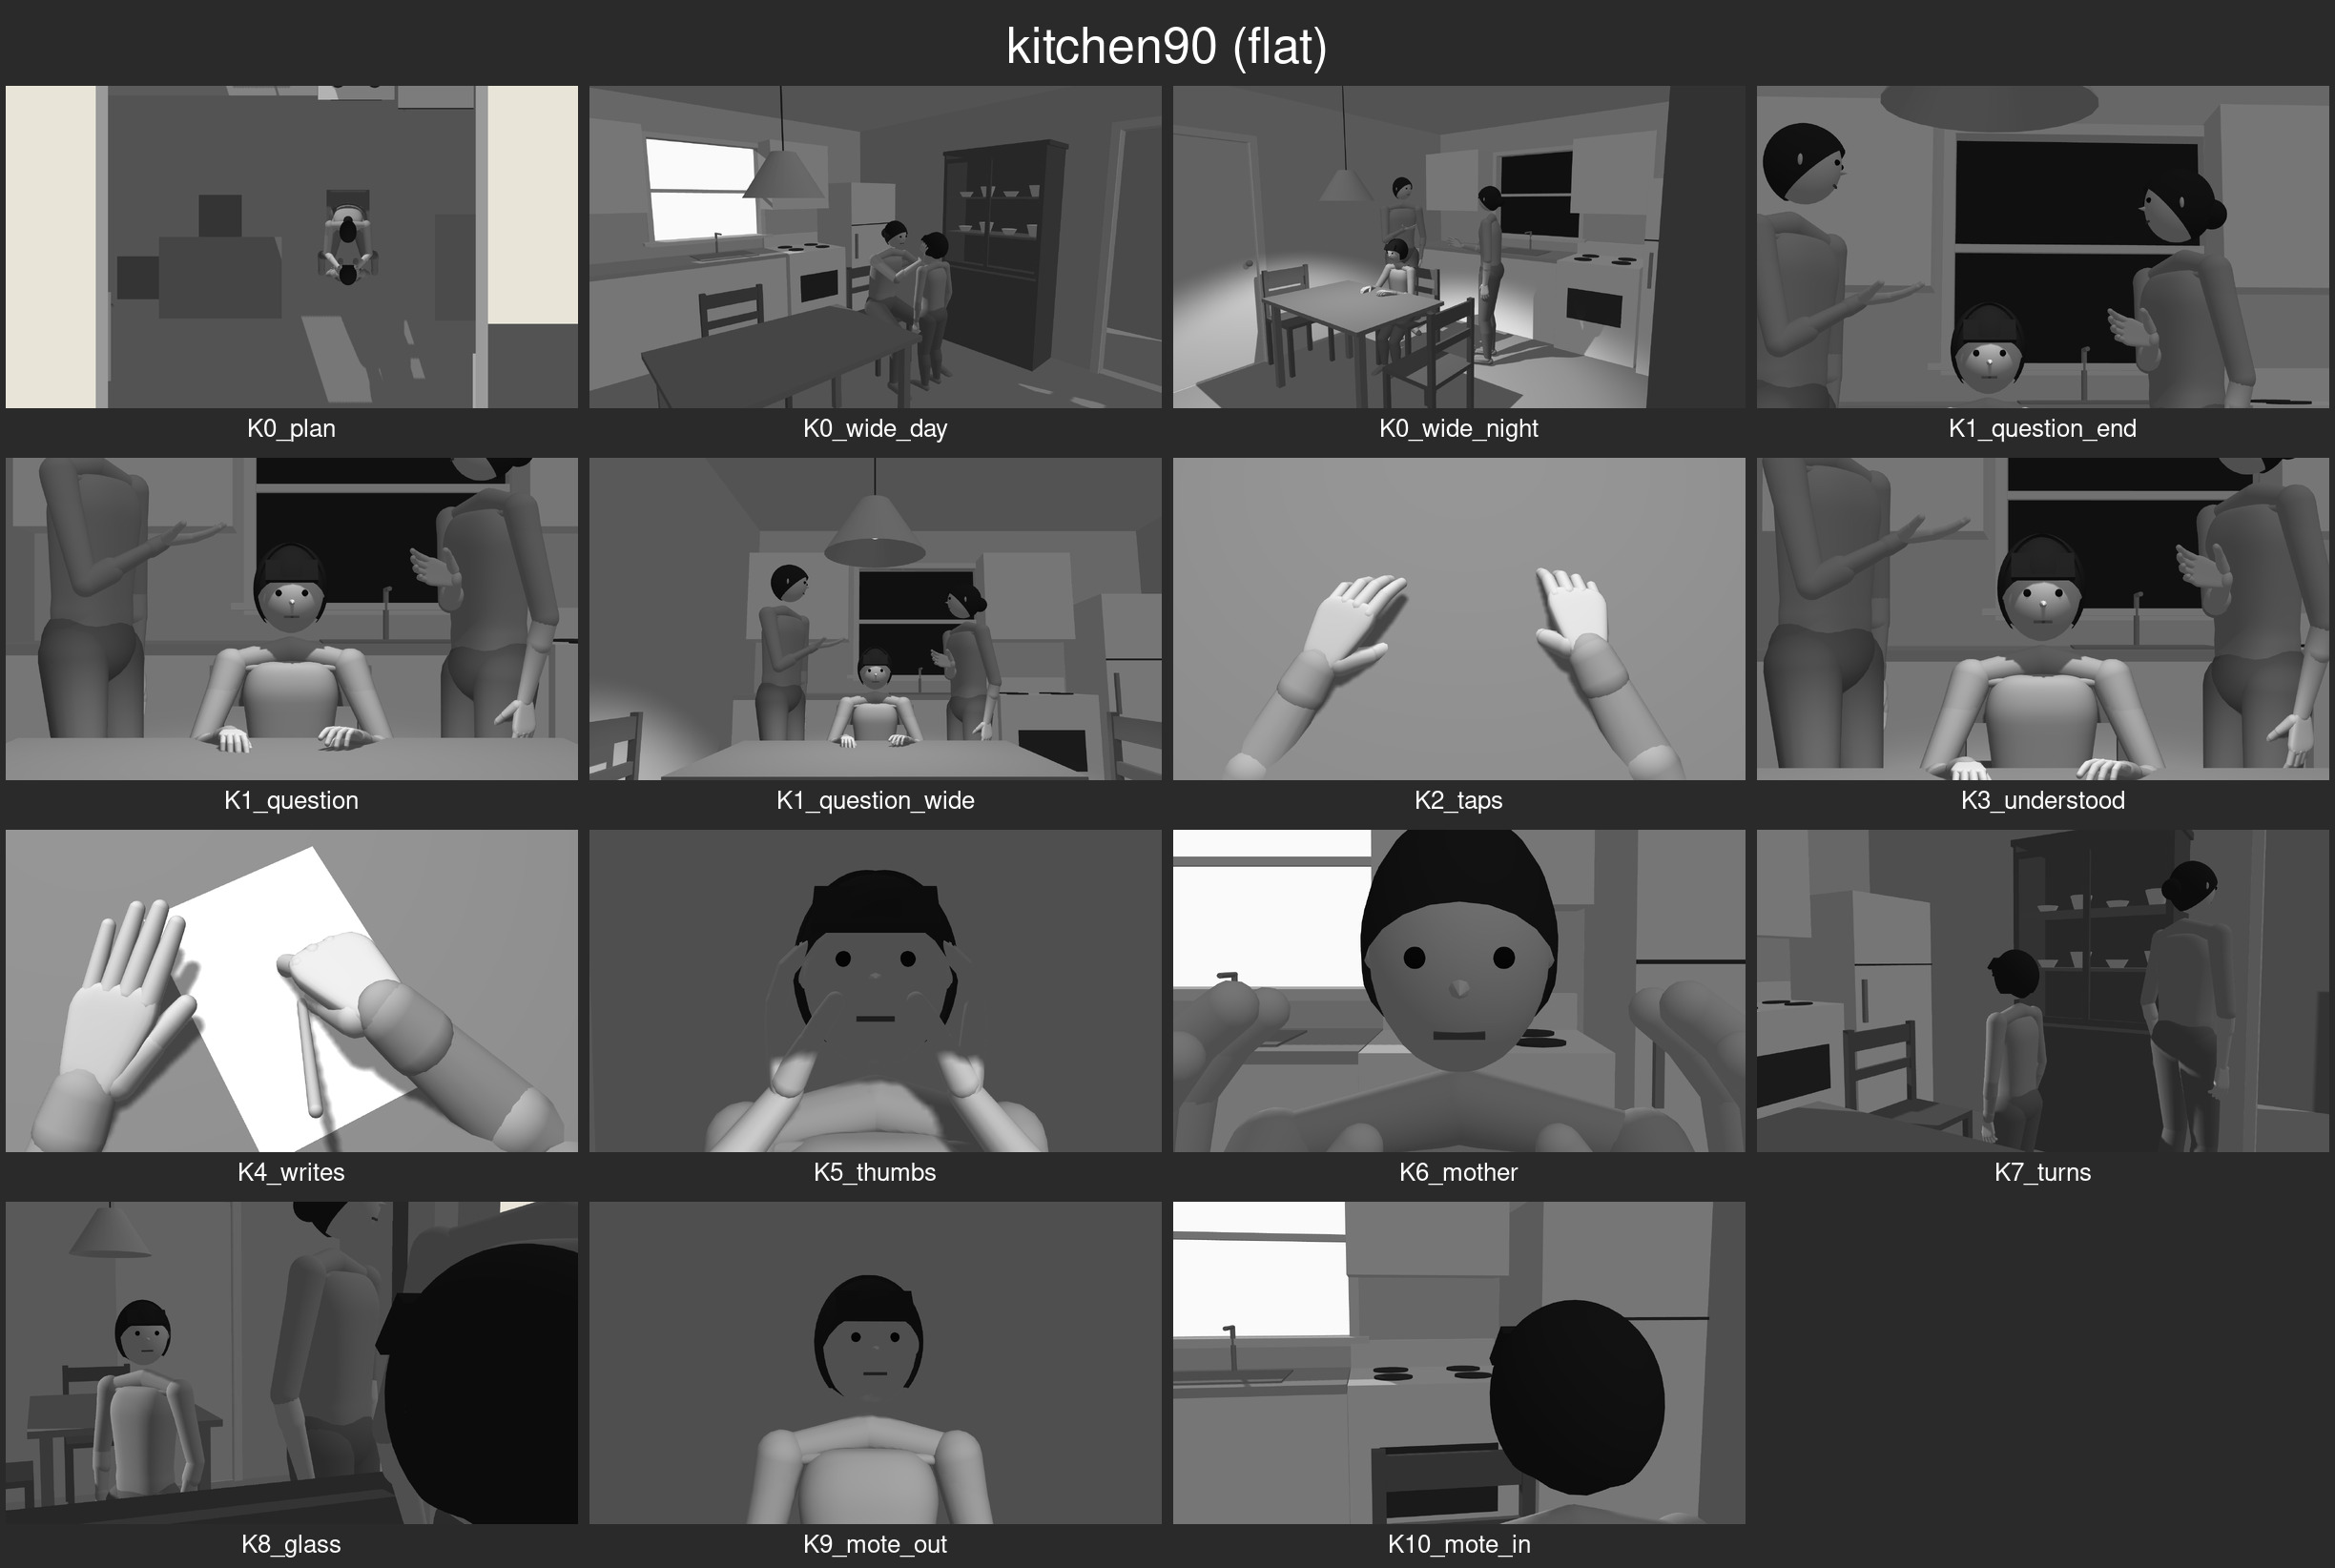 kitchen90 (flat)
K0_plan
K0_wide_day
K0_wide_night
K1_question_end
K1_question
K1_question_wide
K2_taps
K3_understood
K4_writes
K5_thumbs
K6_mother
K7_turns
K8_glass
K9_mote_out
K10_mote_in